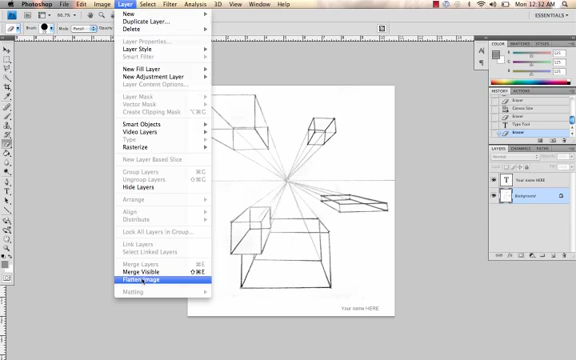 Photoshop File Edit Image Layer Select Filter Analysis 3D View Window Help Mon 12:12 AM
ESSENTIALS
Mode: Pencil
New
Duplicate Layer...
Delete
Layer Properties...
Layer Style
Smart Filter
New Fill Layer
New Adjustment Layer
Layer Content Options...
Layer Mask
Vector Mask
Create Clipping Mask
Smart Objects
Video Layers
Type
Rasterize
New Layer Based Slice
Group Layers ⌘G
Ungroup Layers ⇧⌘G
Hide Layers
Arrange
Align
Distribute
Lock All Layers in Group...
Link Layers
Select Linked Layers
Merge Layers ⌘E
Merge Visible ⇧⌘E
Flatten Image
Matting
COLOR SWATCHES STYLES
HISTORY ACTIONS
Eraser
Canvas Size
Eraser
Type Tool
Eraser
LAYERS CHANNELS PATHS
Your name HERE
Background
Your name HERE